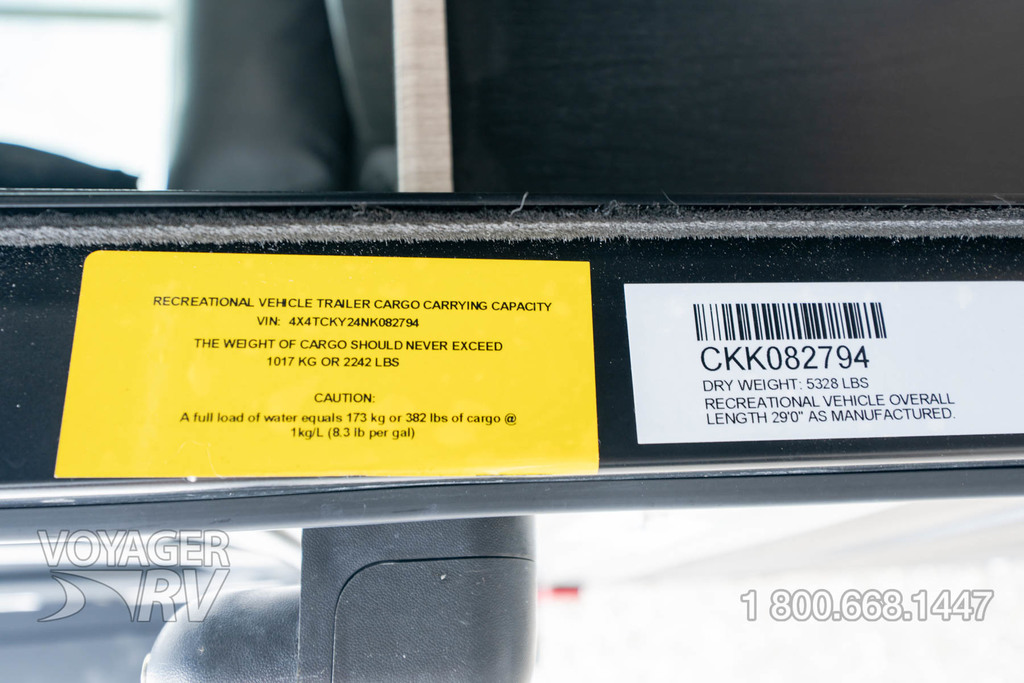 RECREATIONAL VEHICLE TRAILER CARGO CARRYING CAPACITY
VIN: 4X4TCKY24NK082794
THE WEIGHT OF CARGO SHOULD NEVER EXCEED
1017 KG OR 2242 LBS
CAUTION:
A full load of water equals 173 kg or 382 lbs of cargo @
1kg/L (8.3 lb per gal)
CKK082794
DRY WEIGHT: 5328 LBS
RECREATIONAL VEHICLE OVERALL
LENGTH 29'0" AS MANUFACTURED.
VOYAGER
RV
1 800.668.1447